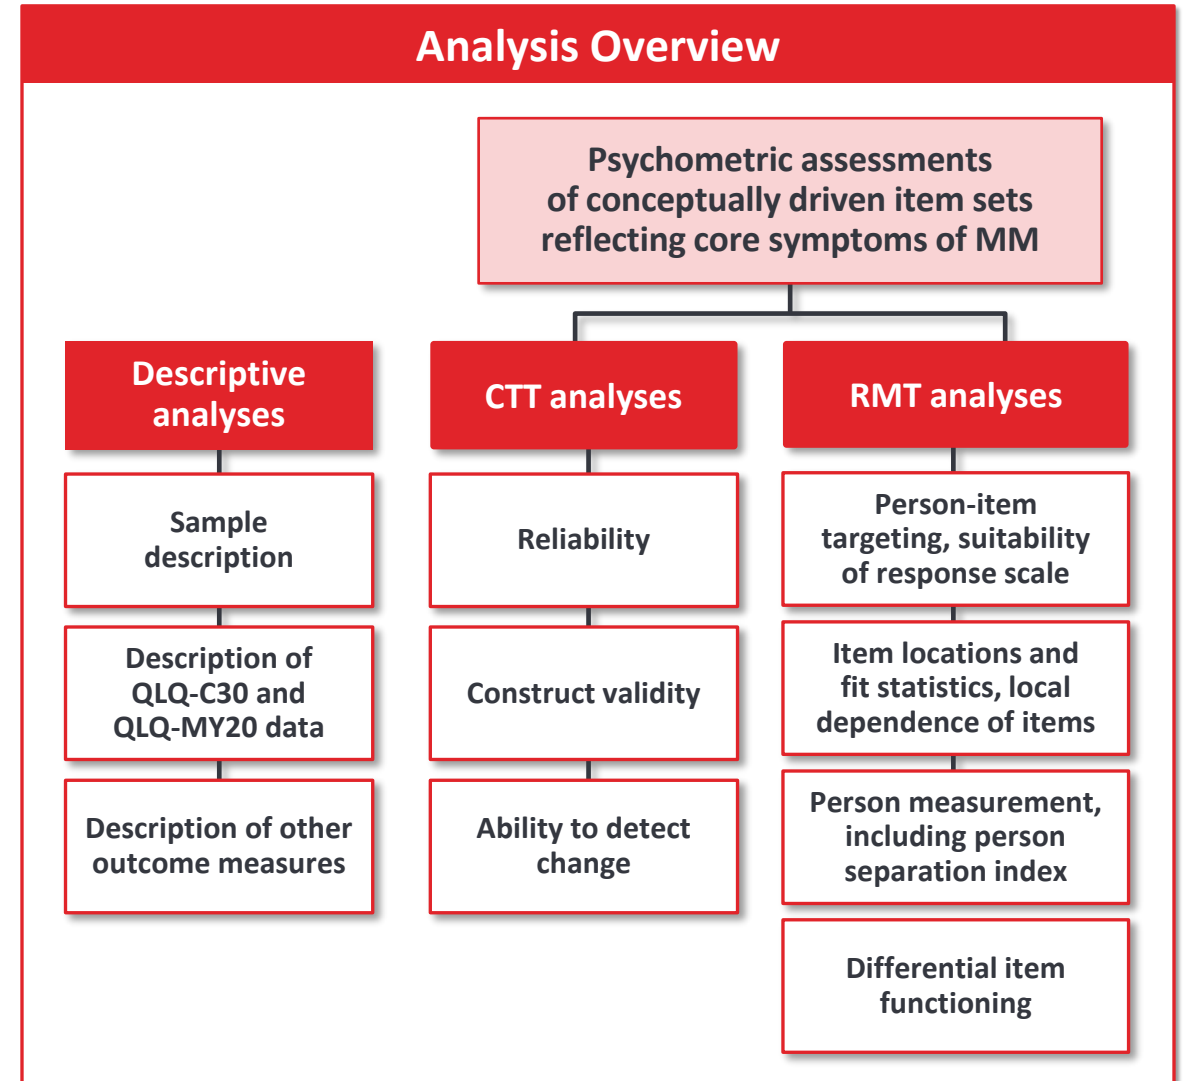 Analysis Overview
Psychometric assessments
of conceptually driven item sets
reflecting core symptoms of MM
Descriptive
analyses
Sample
description
Description of
QLQ-C30 and
QLQ-MY20 data
Description of other
outcome measures
CTT analyses
Reliability
Construct validity
Ability to detect
change
RMT analyses
Person-item
targeting, suitability
of response scale
Item locations and
fit statistics, local
dependence of items
Person measurement,
including person
separation index
Differential item
functioning